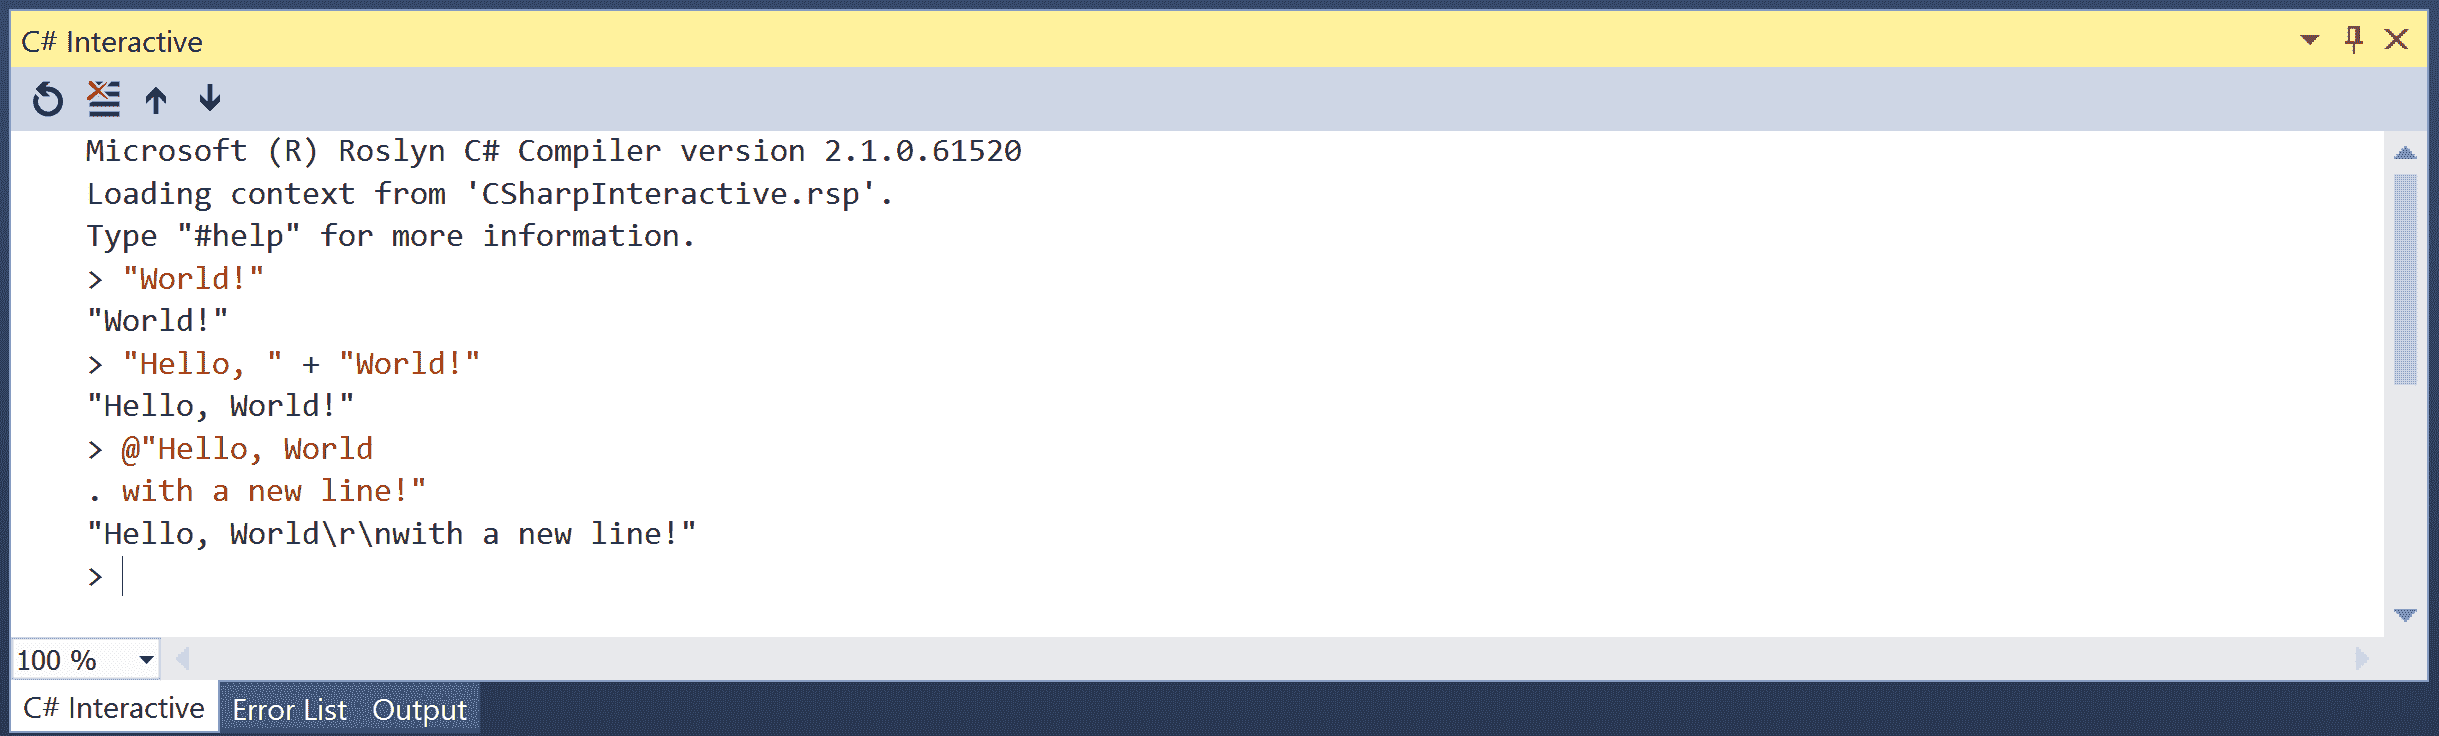 C# Interactive
Microsoft (R) Roslyn C# Compiler version 2.1.0.61520
Loading context from 'CSharpInteractive.rsp'.
Type "#help" for more information.
> "World!"
"World!"
> "Hello, " + "World!"
"Hello, World!"
> @"Hello, World
. with a new line!"
"Hello, World\r\nwith a new line!"
>
100 %
C# Interactive Error List Output